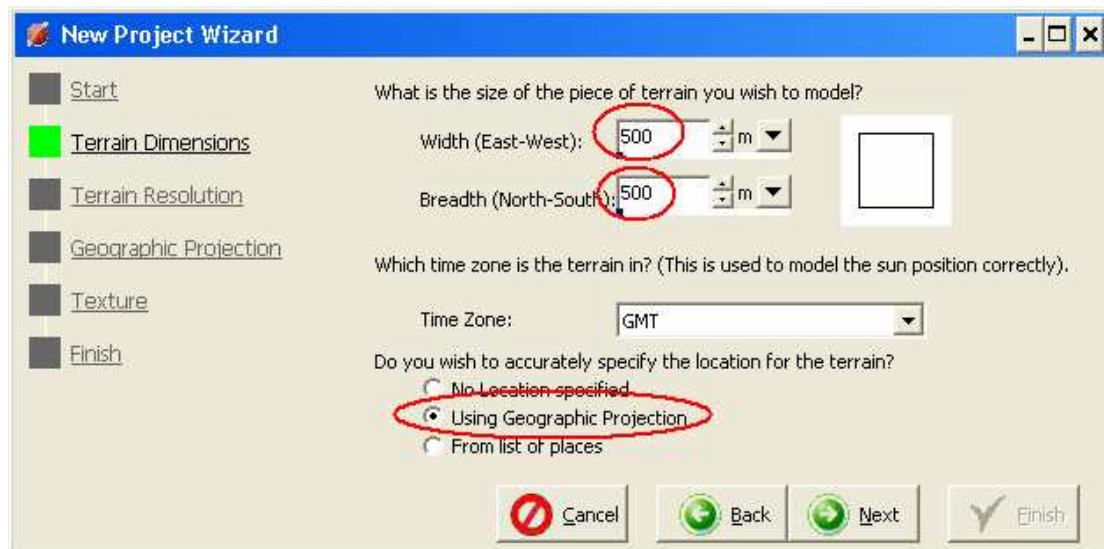 New Project Wizard
Start
Terrain Dimensions
Terrain Resolution
Geographic Projection
Texture
Finish
What is the size of the piece of terrain you wish to model?
Width (East-West): 500 m
Breadth (North-South): 500 m
Which time zone is the terrain in? (This is used to model the sun position correctly).
Time Zone: GMT
Do you wish to accurately specify the location for the terrain?
No Location specified
Using Geographic Projection
From list of places
Cancel Back Next Finish